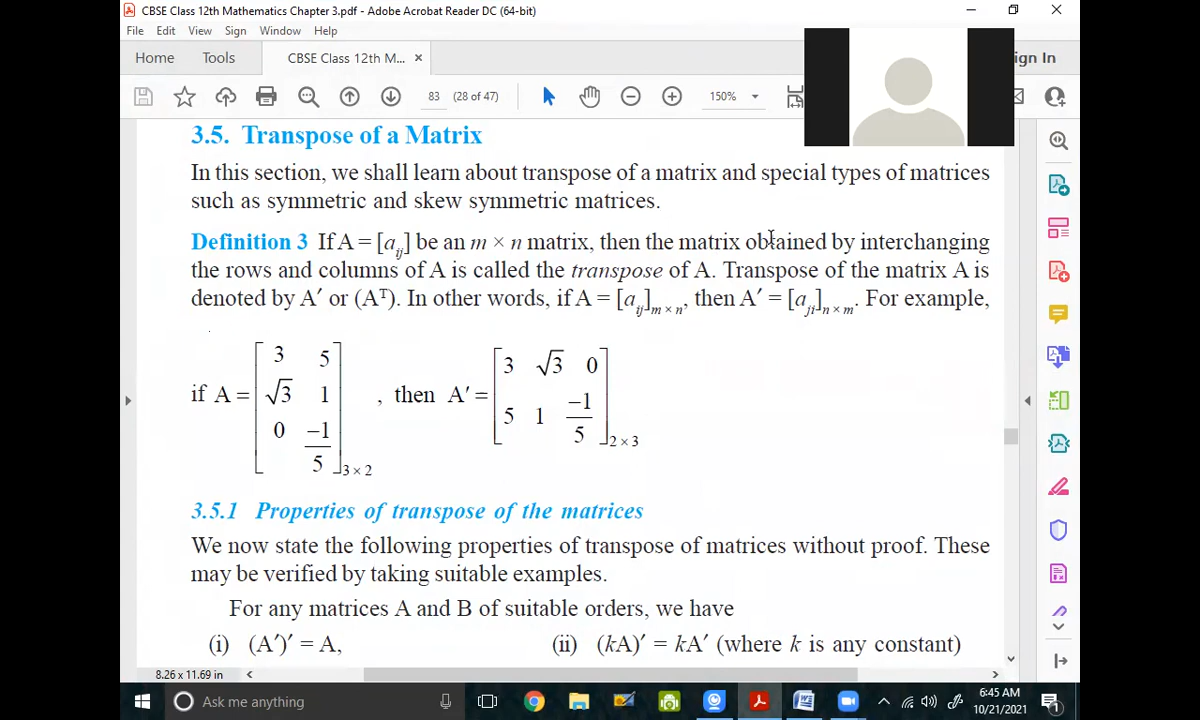 CBSE Class 12th Mathematics Chapter 3.pdf - Adobe Acrobat Reader DC (64-bit)
File Edit View Sign Window Help
Home Tools CBSE Class 12th M... × ign In
83 (28 of 47) 150%
3.5. Transpose of a Matrix
In this section, we shall learn about transpose of a matrix and special types of matrices
such as symmetric and skew symmetric matrices.
Definition 3 If A = [aij] be an m × n matrix, then the matrix obtained by interchanging
the rows and columns of A is called the transpose of A. Transpose of the matrix A is
denoted by A′ or (Aᵀ). In other words, if A = [aij]m × n, then A′ = [aji]n × m. For example,
if A = [3 5; √3 1; 0 −1/5]3 × 2, then A′ = [3 √3 0; 5 1 −1/5]2 × 3
3.5.1 Properties of transpose of the matrices
We now state the following properties of transpose of matrices without proof. These
may be verified by taking suitable examples.
For any matrices A and B of suitable orders, we have
(i) (A′)′ = A, (ii) (kA)′ = kA′ (where k is any constant)
8.26 x 11.69 in
Ask me anything
6:45 AM
10/21/2021
1